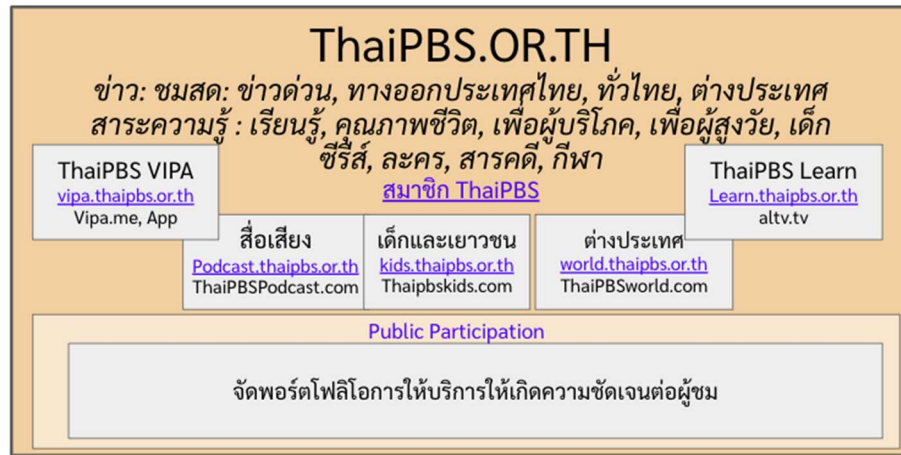 ThaiPBS.OR.TH
ข่าว: ชมสด: ข่าวด่วน, ทางออกประเทศไทย, ทั่วไทย, ต่างประเทศ
สาระความรู้ : เรียนรู้, คุณภาพชีวิต, เพื่อผู้บริโภค, เพื่อผู้สูงวัย, เด็ก
ซีรีส์, ละคร, สารคดี, กีฬา
สมาชิก ThaiPBS
ThaiPBS VIPA
vipa.thaipbs.or.th
Vipa.me, App
ThaiPBS Learn
Learn.thaipbs.or.th
altv.tv
สื่อเสียง
Podcast.thaipbs.or.th
ThaiPBSPodcast.com
เด็กและเยาวชน
kids.thaipbs.or.th
Thaipbskids.com
ต่างประเทศ
world.thaipbs.or.th
ThaiPBSworld.com
Public Participation
จัดพอร์ตโฟลิโอการให้บริการให้เกิดความชัดเจนต่อผู้ชม